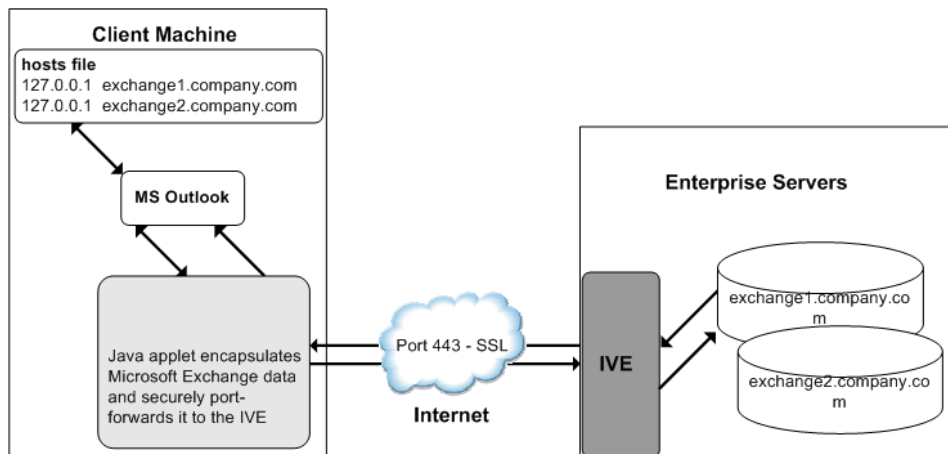 Client Machine
hosts file
127.0.0.1 exchange1.company.com
127.0.0.1 exchange2.company.com
MS Outlook
Java applet encapsulates
Microsoft Exchange data
and securely port-
forwards it to the IVE
Port 443 - SSL
Internet
Enterprise Servers
IVE
exchange1.company.co
m
exchange2.company.co
m